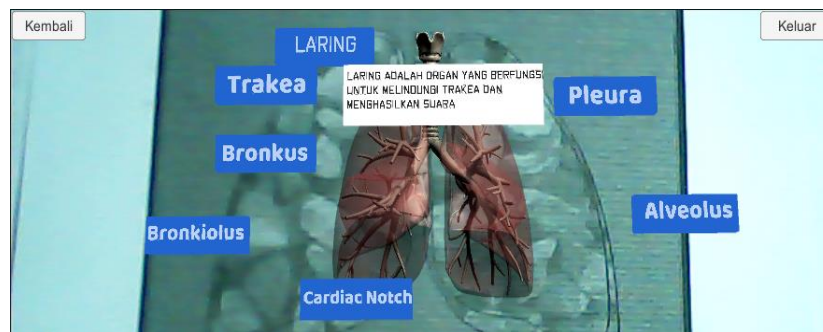 Kembali
Keluar
LARING
Trakea
LARING ADALAH ORGAN YANG BERFUNGSI
UNTUK MELINDUNGI TRAKEA DAN
MENGHASILKAN SUARA
Pleura
Bronkus
Alveolus
Bronkiolus
Cardiac Notch